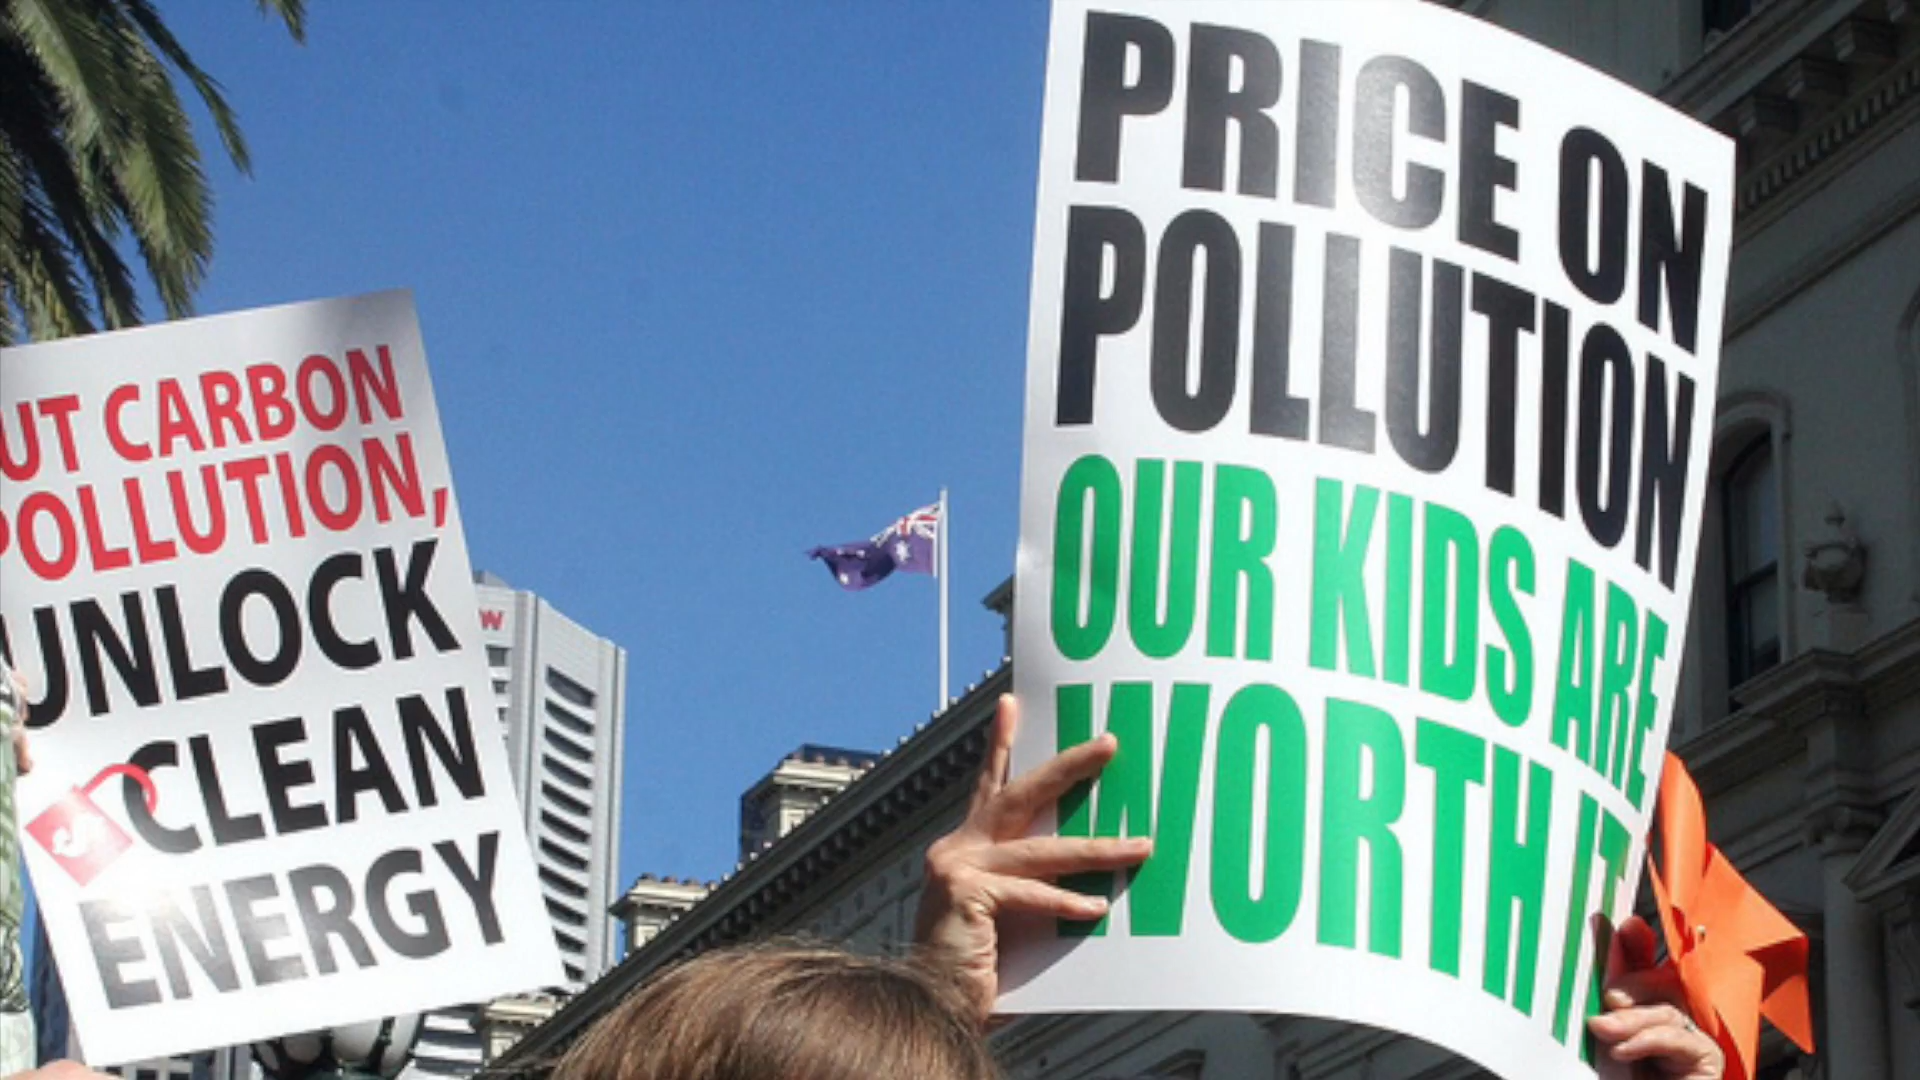 UT CARBON
POLLUTION,
UNLOCK
CLEAN
ENERGY
PRICE ON
POLLUTION
OUR KIDS ARE
WORTH IT